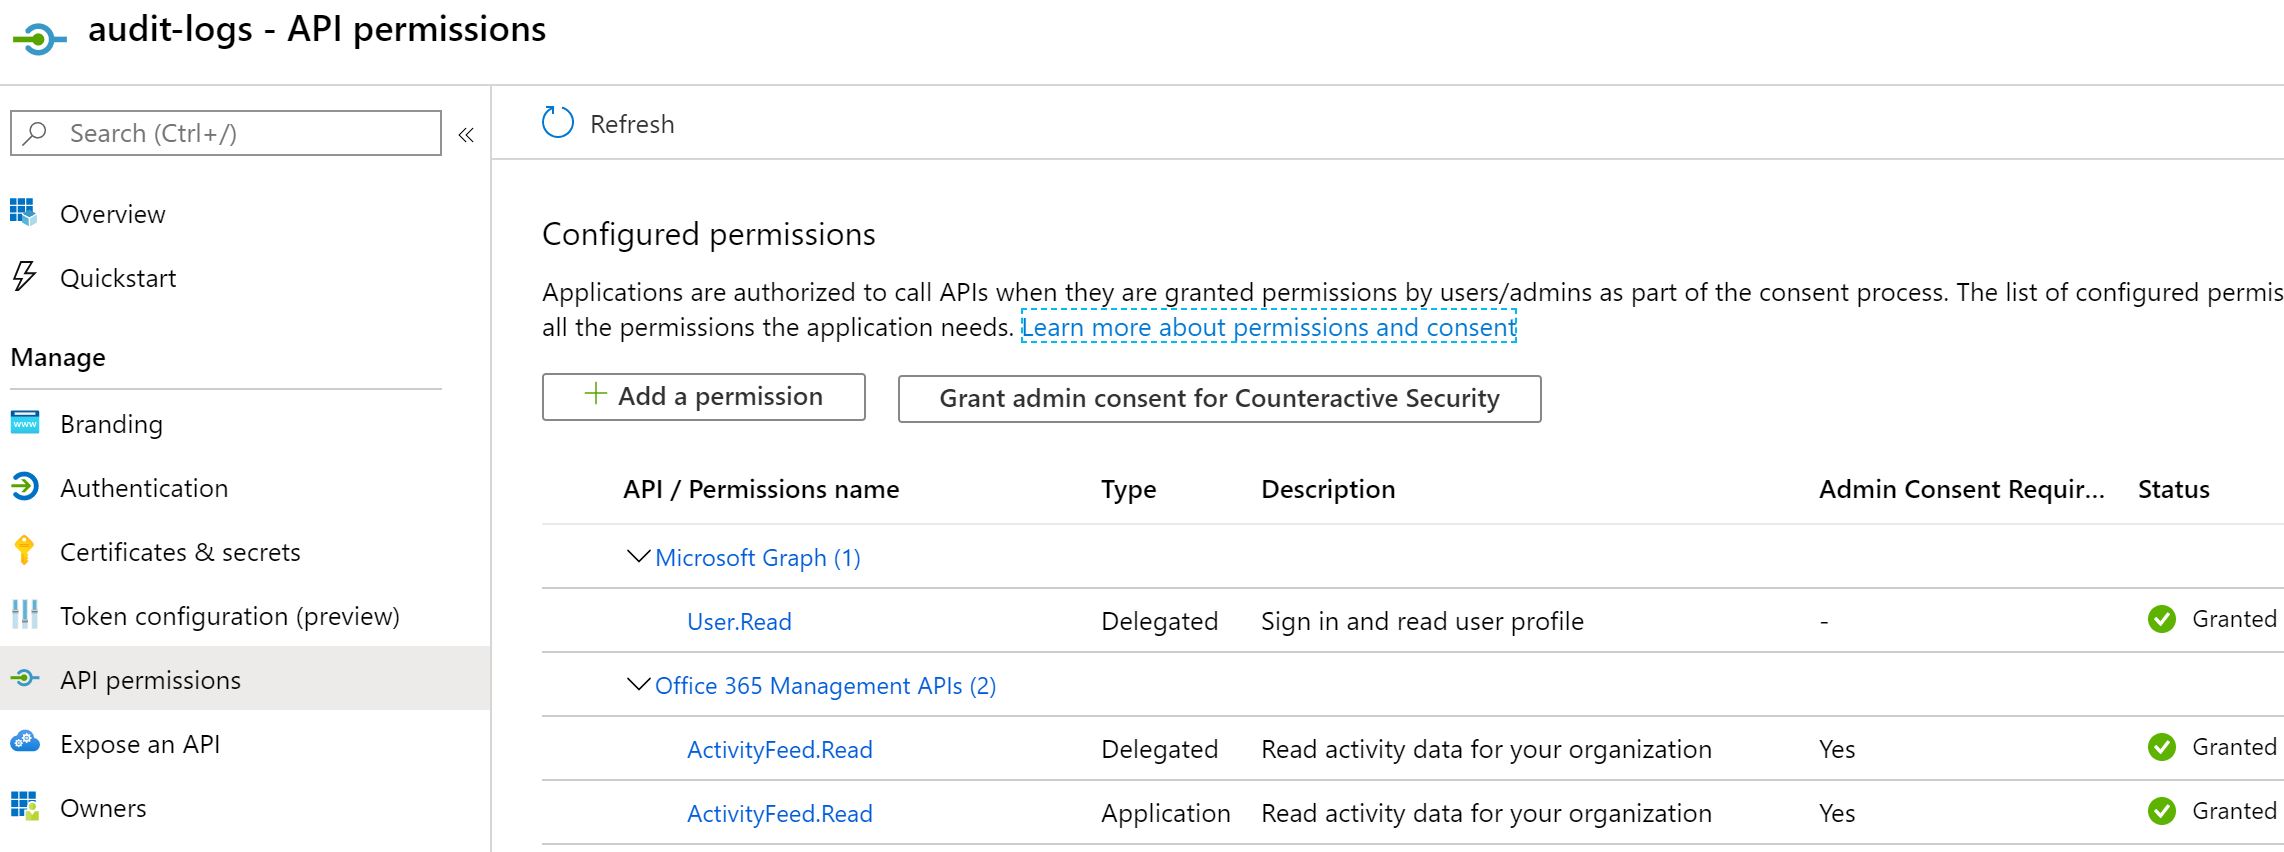 audit-logs - API permissions
Search (Ctrl+/)
«
Refresh
Overview
Quickstart
Manage
Branding
Authentication
Certificates & secrets
Token configuration (preview)
API permissions
Expose an API
Owners
Configured permissions
Applications are authorized to call APIs when they are granted permissions by users/admins as part of the consent process. The list of configured permis
all the permissions the application needs. Learn more about permissions and consent
Add a permission
Grant admin consent for Counteractive Security
API / Permissions name Type Description Admin Consent Requir... Status
Microsoft Graph (1)
User.Read Delegated Sign in and read user profile - Granted
Office 365 Management APIs (2)
ActivityFeed.Read Delegated Read activity data for your organization Yes Granted
ActivityFeed.Read Application Read activity data for your organization Yes Granted